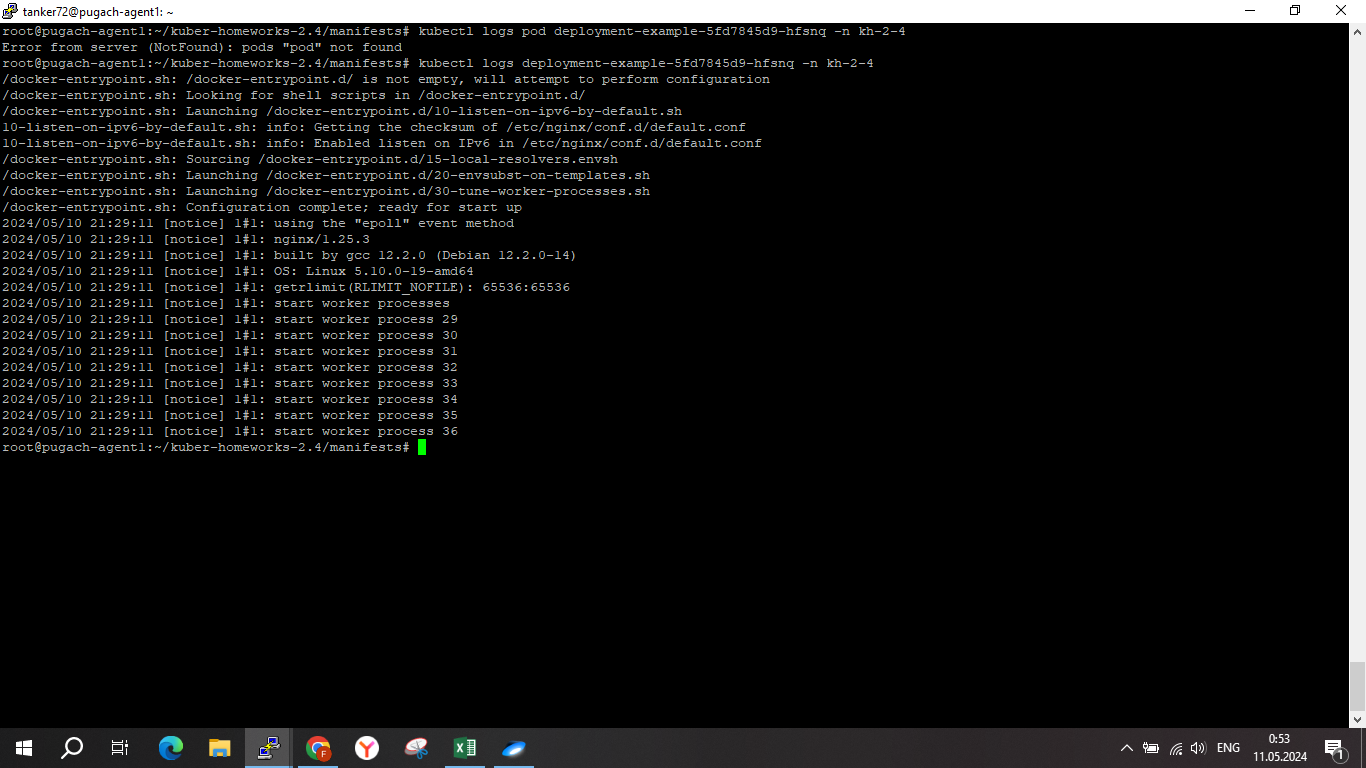 tanker72@pugach-agent1: ~
root@pugach-agent1:~/kuber-homeworks-2.4/manifests# kubectl logs pod deployment-example-5fd7845d9-hfsnq -n kh-2-4
Error from server (NotFound): pods "pod" not found
root@pugach-agent1:~/kuber-homeworks-2.4/manifests# kubectl logs deployment-example-5fd7845d9-hfsnq -n kh-2-4
/docker-entrypoint.sh: /docker-entrypoint.d/ is not empty, will attempt to perform configuration
/docker-entrypoint.sh: Looking for shell scripts in /docker-entrypoint.d/
/docker-entrypoint.sh: Launching /docker-entrypoint.d/10-listen-on-ipv6-by-default.sh
10-listen-on-ipv6-by-default.sh: info: Getting the checksum of /etc/nginx/conf.d/default.conf
10-listen-on-ipv6-by-default.sh: info: Enabled listen on IPv6 in /etc/nginx/conf.d/default.conf
/docker-entrypoint.sh: Sourcing /docker-entrypoint.d/15-local-resolvers.envsh
/docker-entrypoint.sh: Launching /docker-entrypoint.d/20-envsubst-on-templates.sh
/docker-entrypoint.sh: Launching /docker-entrypoint.d/30-tune-worker-processes.sh
/docker-entrypoint.sh: Configuration complete; ready for start up
2024/05/10 21:29:11 [notice] 1#1: using the "epoll" event method
2024/05/10 21:29:11 [notice] 1#1: nginx/1.25.3
2024/05/10 21:29:11 [notice] 1#1: built by gcc 12.2.0 (Debian 12.2.0-14)
2024/05/10 21:29:11 [notice] 1#1: OS: Linux 5.10.0-19-amd64
2024/05/10 21:29:11 [notice] 1#1: getrlimit(RLIMIT_NOFILE): 65536:65536
2024/05/10 21:29:11 [notice] 1#1: start worker processes
2024/05/10 21:29:11 [notice] 1#1: start worker process 29
2024/05/10 21:29:11 [notice] 1#1: start worker process 30
2024/05/10 21:29:11 [notice] 1#1: start worker process 31
2024/05/10 21:29:11 [notice] 1#1: start worker process 32
2024/05/10 21:29:11 [notice] 1#1: start worker process 33
2024/05/10 21:29:11 [notice] 1#1: start worker process 34
2024/05/10 21:29:11 [notice] 1#1: start worker process 35
2024/05/10 21:29:11 [notice] 1#1: start worker process 36
root@pugach-agent1:~/kuber-homeworks-2.4/manifests#
ENG
0:53
11.05.2024
1